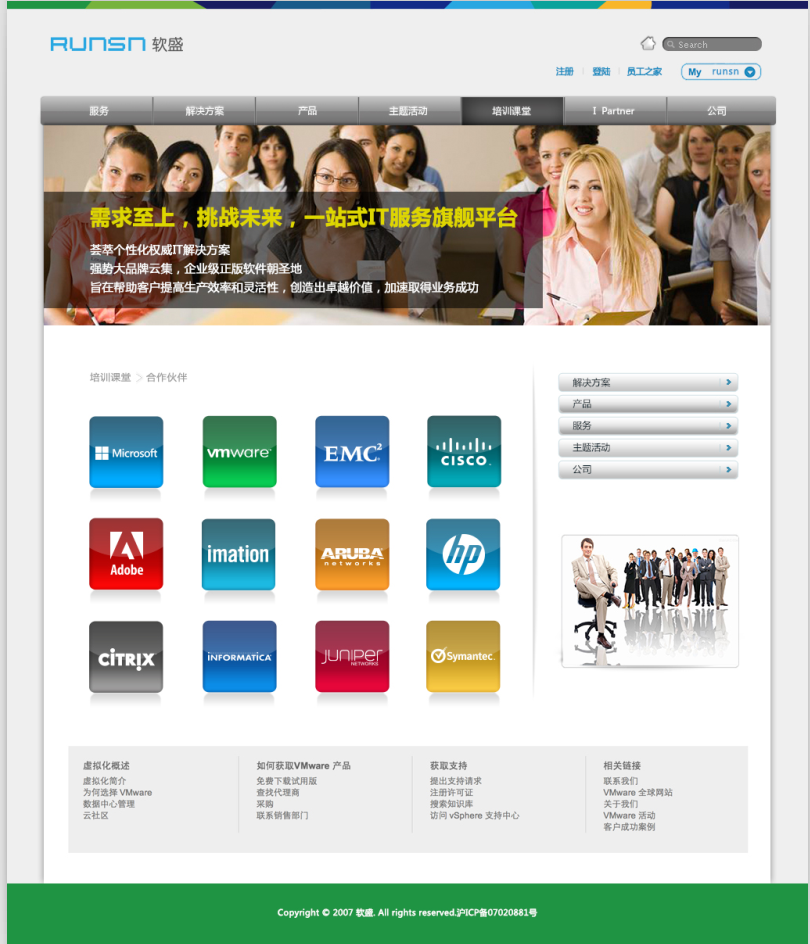 RUNSN 软盛
Search
注册 登陆 员工之家 My runsn
服务 解决方案 产品 主题活动 培训课堂 I Partner 公司
需求至上，挑战未来，一站式IT服务旗舰平台
荟萃个性化权威IT解决方案
强势大品牌云集，企业级正版软件朝圣地
旨在帮助客户提高生产效率和灵活性，创造出卓越价值，加速取得业务成功
培训课堂 > 合作伙伴
Microsoft vmware EMC² CISCO
Adobe imation ARUBA networks hp
CITRIX INFORMATICA JUNIPER NETWORKS Symantec
解决方案
产品
服务
主题活动
公司
虚拟化概述
虚拟化简介
为何选择 VMware
数据中心管理
云社区
如何获取VMware 产品
免费下载试用版
查找代理商
采购
联系销售部门
获取支持
提出支持请求
注册许可证
搜索知识库
访问 vSphere 支持中心
相关链接
联系我们
VMware 全球网站
关于我们
VMware 活动
客户成功案例
Copyright © 2007 软盛. All rights reserved.沪ICP备07020881号